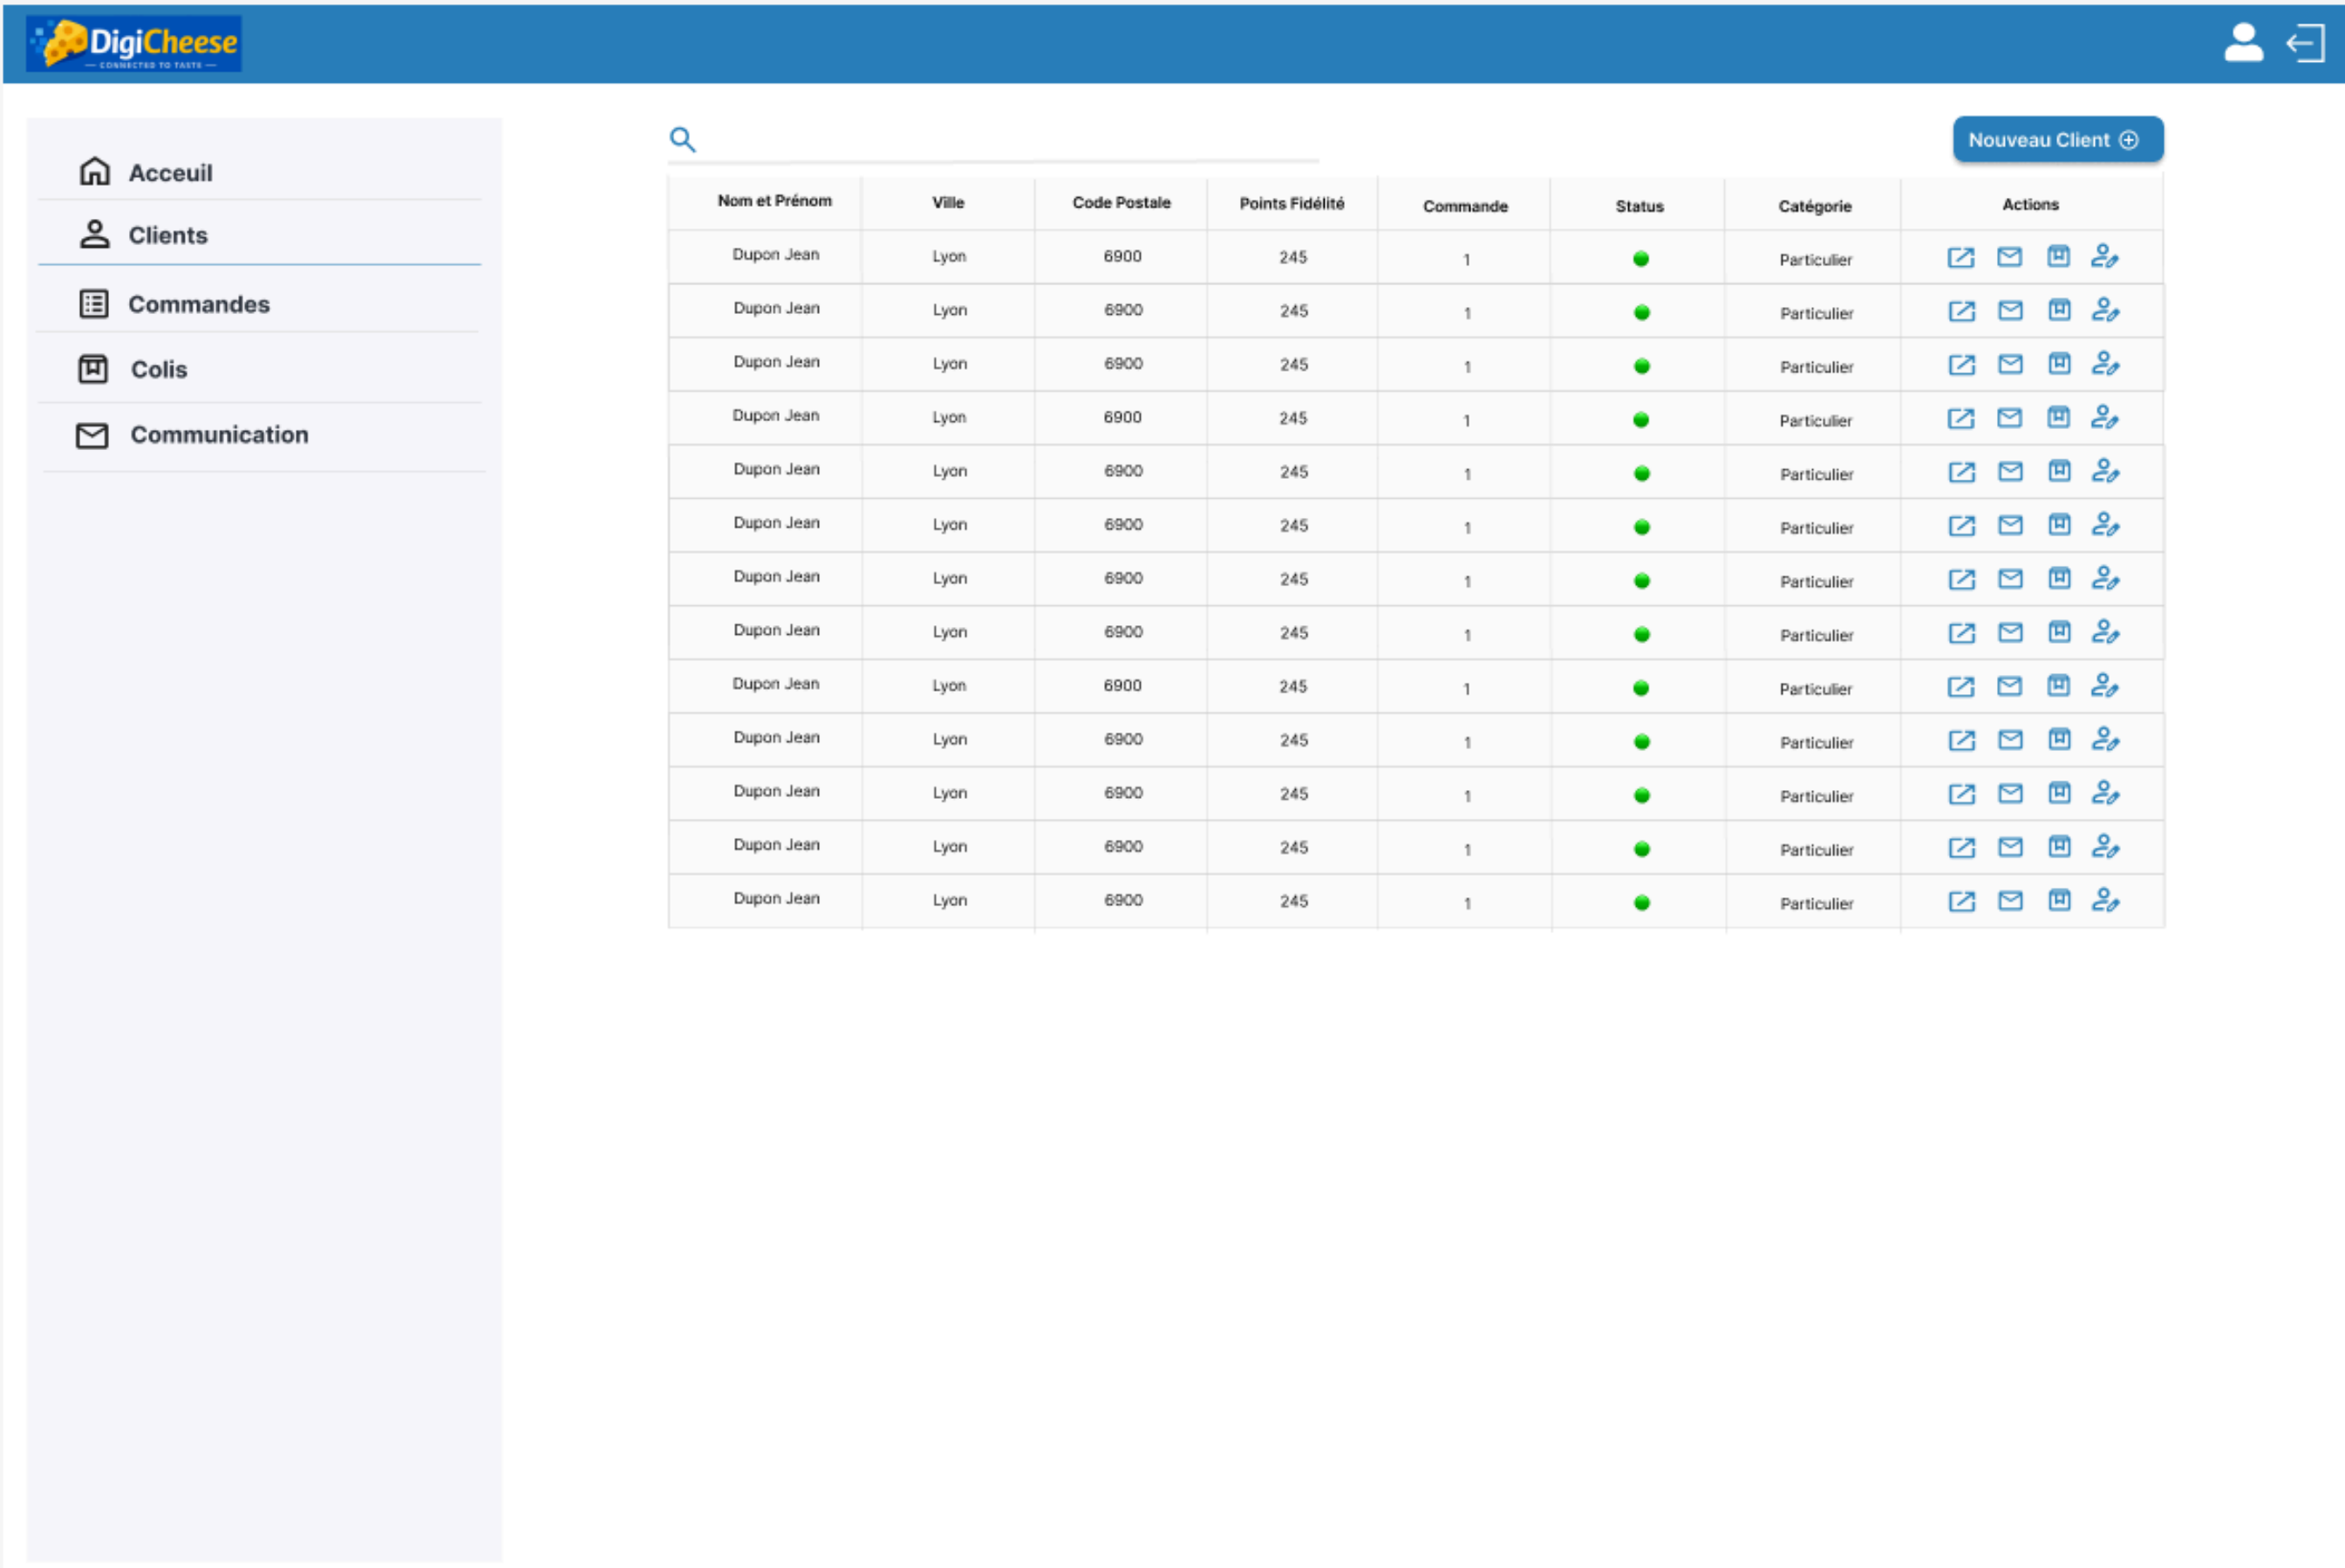 DigiCheese
— CONNECTED TO TASTE —
Acceuil
Clients
Commandes
Colis
Communication
Nouveau Client
Nom et Prénom Ville Code Postale Points Fidélité Commande Status Catégorie Actions
Dupon Jean Lyon 6900 245 1 Particulier
Dupon Jean Lyon 6900 245 1 Particulier
Dupon Jean Lyon 6900 245 1 Particulier
Dupon Jean Lyon 6900 245 1 Particulier
Dupon Jean Lyon 6900 245 1 Particulier
Dupon Jean Lyon 6900 245 1 Particulier
Dupon Jean Lyon 6900 245 1 Particulier
Dupon Jean Lyon 6900 245 1 Particulier
Dupon Jean Lyon 6900 245 1 Particulier
Dupon Jean Lyon 6900 245 1 Particulier
Dupon Jean Lyon 6900 245 1 Particulier
Dupon Jean Lyon 6900 245 1 Particulier
Dupon Jean Lyon 6900 245 1 Particulier